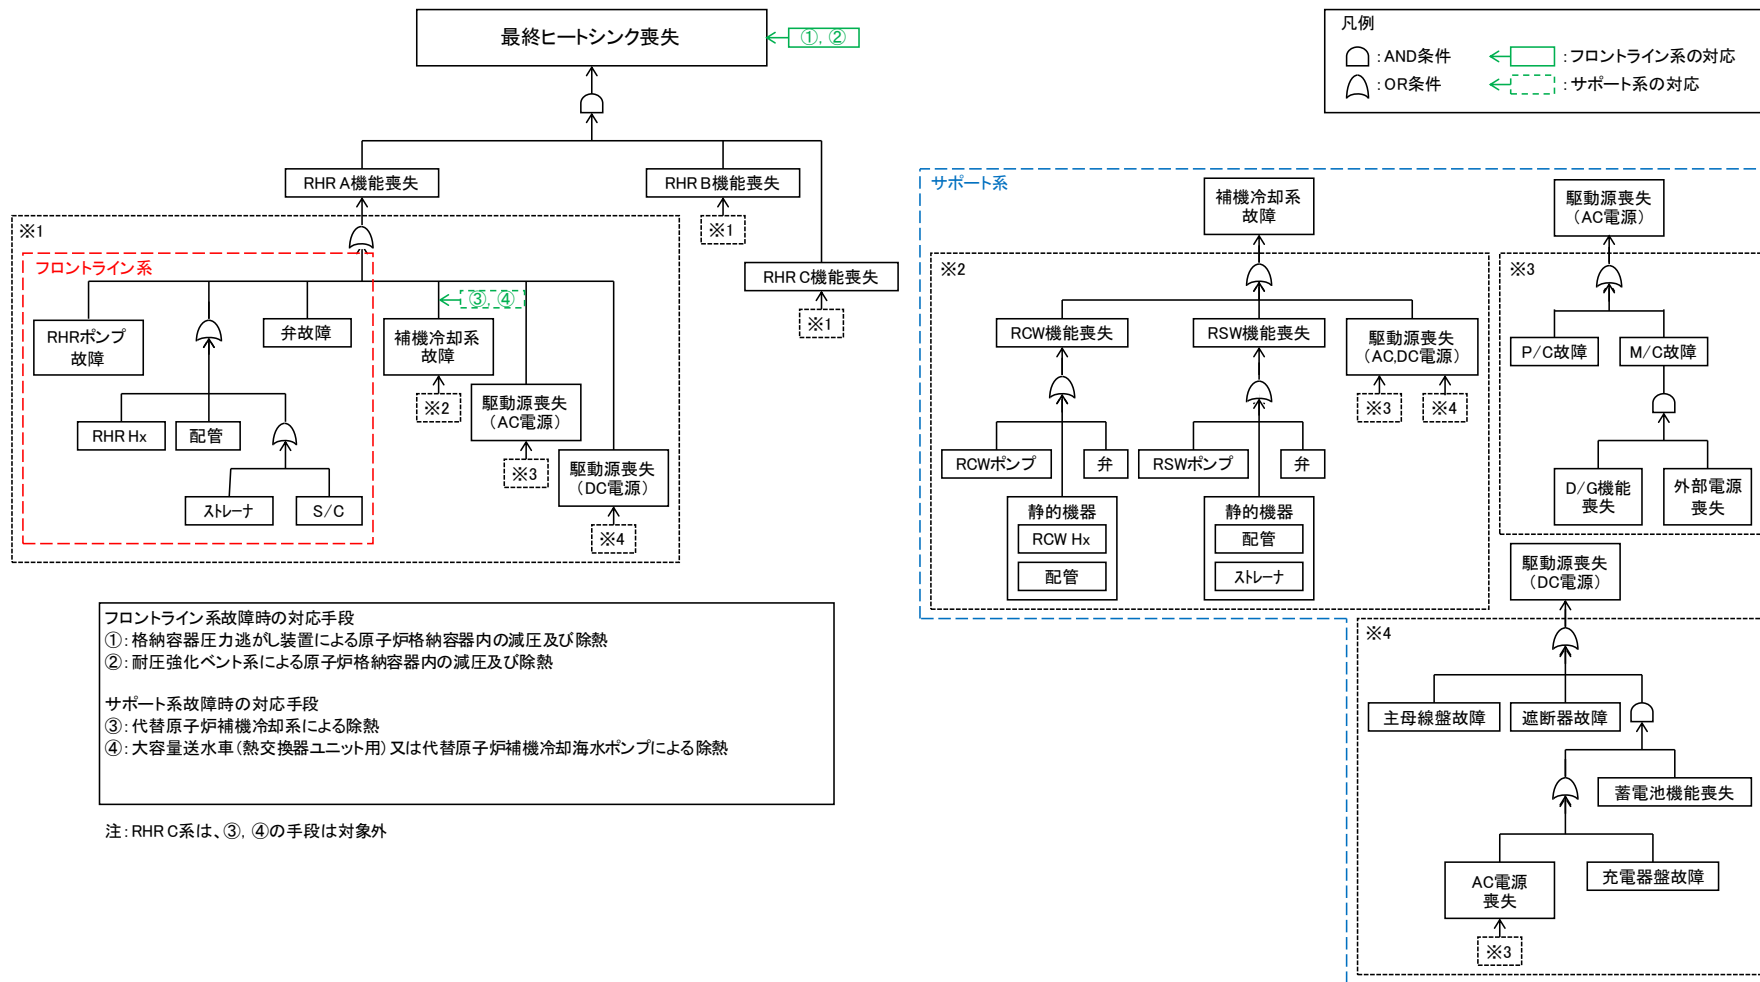 最終ヒートシンク喪失
①, ②
凡例
:AND条件
:フロントライン系の対応
:OR条件
:サポート系の対応
RHR A機能喪失
RHR B機能喪失
※1
RHR C機能喪失
※1
※1
フロントライン系
RHRポンプ
故障
弁故障
③, ④
補機冷却系
故障
※2
RHR Hx
配管
ストレーナ
S/C
駆動源喪失
(AC電源)
※3
駆動源喪失
(DC電源)
※4
サポート系
補機冷却系
故障
※2
RCW機能喪失
RSW機能喪失
駆動源喪失
(AC,DC電源)
※3
※4
RCWポンプ
弁
RSWポンプ
弁
静的機器
RCW Hx
配管
静的機器
配管
ストレーナ
駆動源喪失
(AC電源)
※3
P/C故障
M/C故障
D/G機能
喪失
外部電源
喪失
駆動源喪失
(DC電源)
※4
主母線盤故障
遮断器故障
蓄電池機能喪失
AC電源
喪失
充電器盤故障
※3
フロントライン系故障時の対応手段
①:格納容器圧力逃がし装置による原子炉格納容器内の減圧及び除熱
②:耐圧強化ベント系による原子炉格納容器内の減圧及び除熱
サポート系故障時の対応手段
③:代替原子炉補機冷却系による除熱
④:大容量送水車(熱交換器ユニット用)又は代替原子炉補機冷却海水ポンプによる除熱
注:RHR C系は、③, ④の手段は対象外